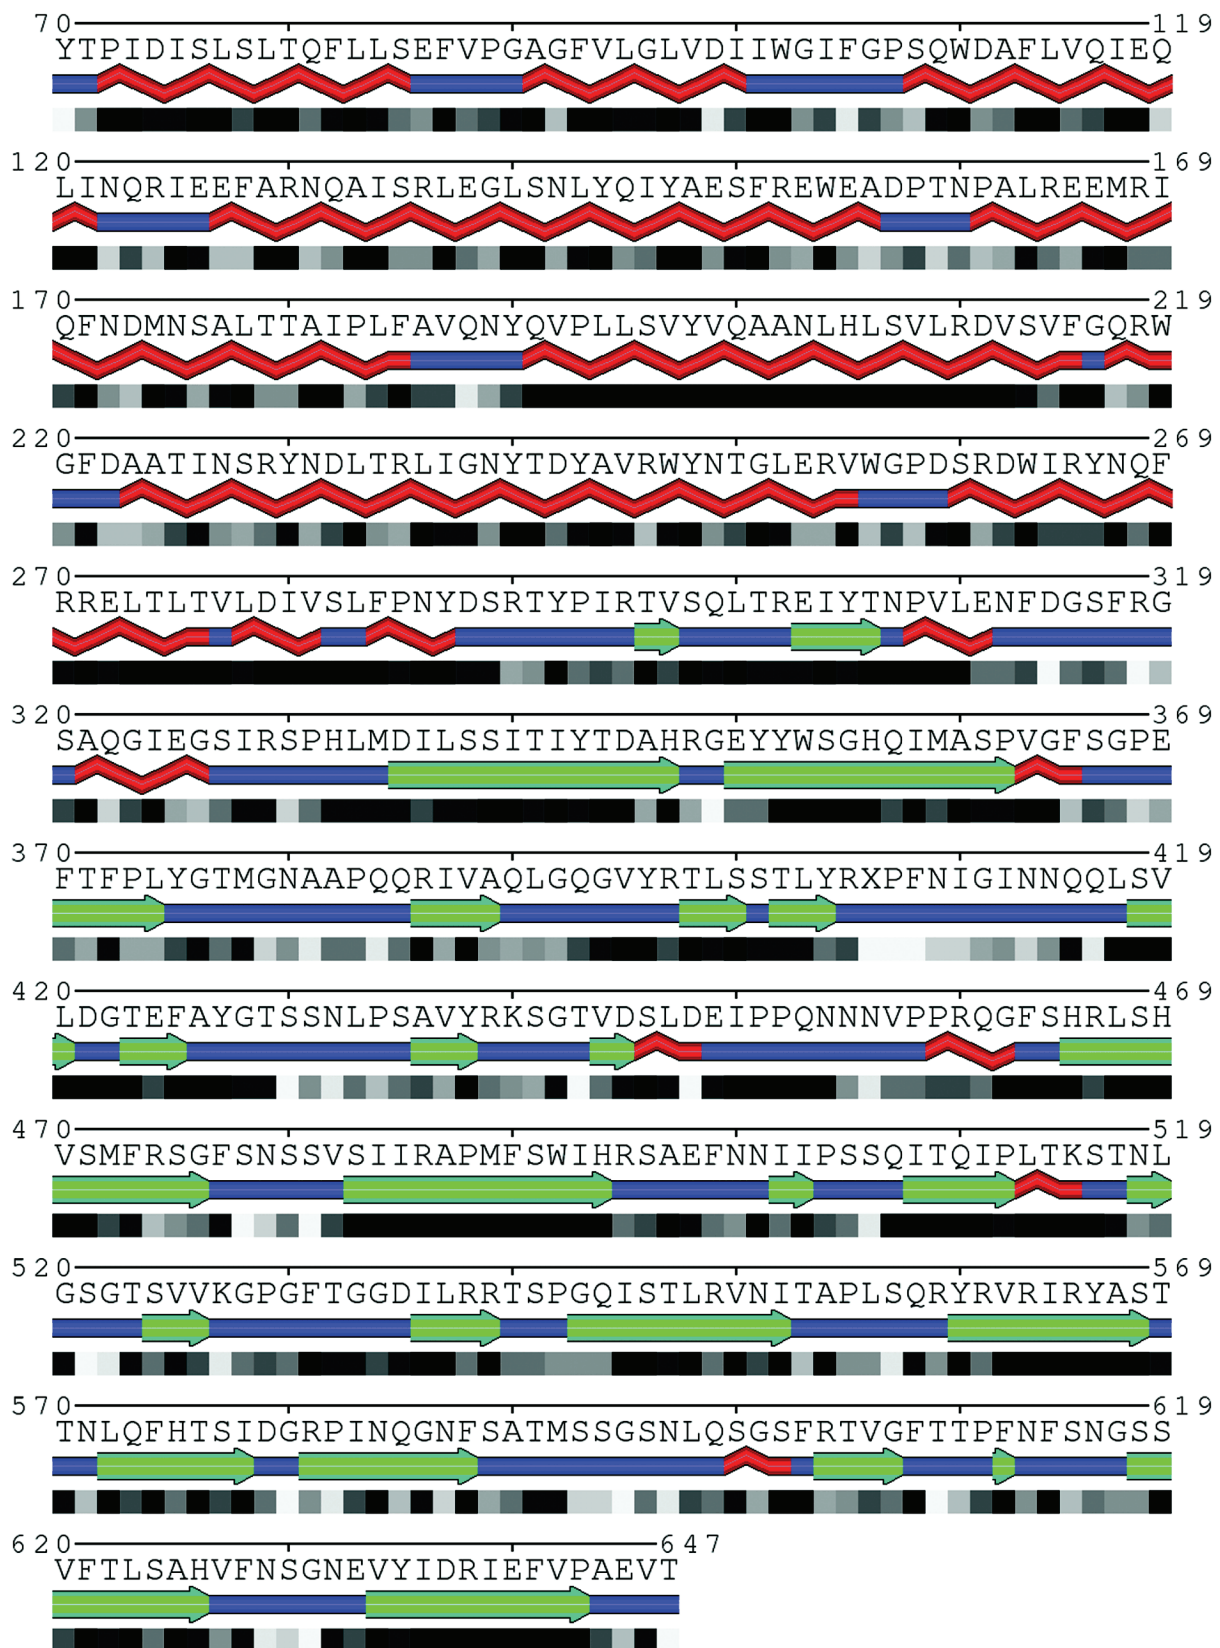 70 119
YTPIDISLSLTQFLLSEFVPGAGFVLGLVDIIWGIFGPSQWDAFLVQIEQ
120 169
LINQRIEEFARNQAISRLEGLSNLYQIYAESFREWEADPTNPALREEMRI
170 219
QFNDMNSALTTAIPLFAVQNYQVPLLSVYVQAANLHLSVLRDVSVFGQRW
220 269
GFDAATINSRYNDLTRLIGNYTDYAVRWYNTGLERVWGPDSRDWIRYNQF
270 319
RRELTLTVLDIVSLFPNYDSRTYPIRTVSQLTREIYTNPVLENFDGSFRG
320 369
SAQGIEGSIRSPHLMDILSSITIYTDAHRGEYYWSGHQIMASPVGFSGPE
370 419
FTFPLYGTMGNAAPQQRIVAQLGQGVYRTLSSTLYRXPFNIGINNQQLSV
420 469
LDGTEFAYGTSSNLPSAVYRKSGTVDSLDEIPPQNNNVPPRQGFSHRLSH
470 519
VSMFRSGFSNSSVSIIRAPMFSWIHRSAEFNNIIPSSQITQIPLTKSTNL
520 569
GSGTSVVKGPGFTGGDILRRTSPGQISTLRVNITAPLSQRYRVRIRYAST
570 619
TNLQFHTSIDGRPINQGNFSATMSSGSNLQSGSFRTVGFTTPFNFSNGSS
620 647
VFTLSAHVFNSGNEVYIDRIEFVPAEVT